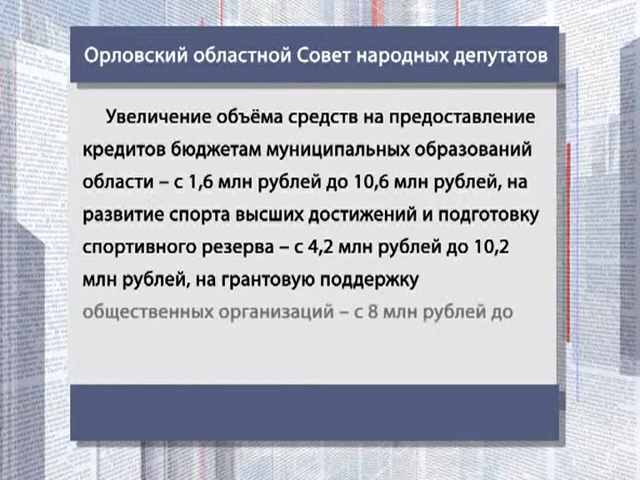 Орловский областной Совет народных депутатов
Увеличение объёма средств на предоставление
кредитов бюджетам муниципальных образований
области – с 1,6 млн рублей до 10,6 млн рублей, на
развитие спорта высших достижений и подготовку
спортивного резерва – с 4,2 млн рублей до 10,2
млн рублей, на грантовую поддержку
общественных организаций – с 8 млн рублей до